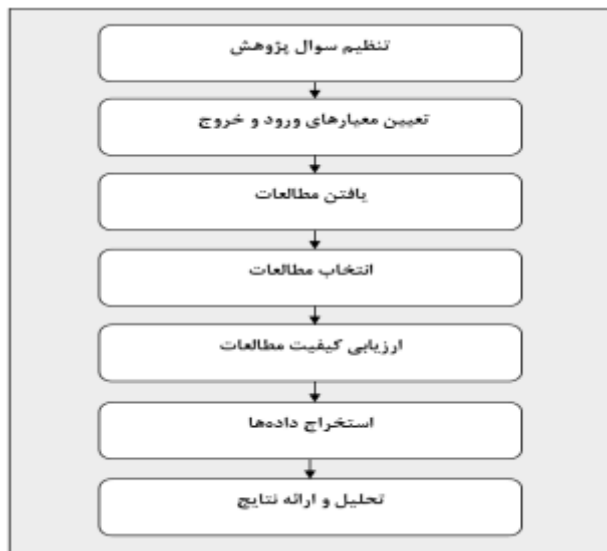 تنظیم سوال پژوهش
تعیین معیارهای ورود و خروج
یافتن مطالعات
انتخاب مطالعات
ارزیابی کیفیت مطالعات
استخراج داده‌ها
تحلیل و ارائه نتایج